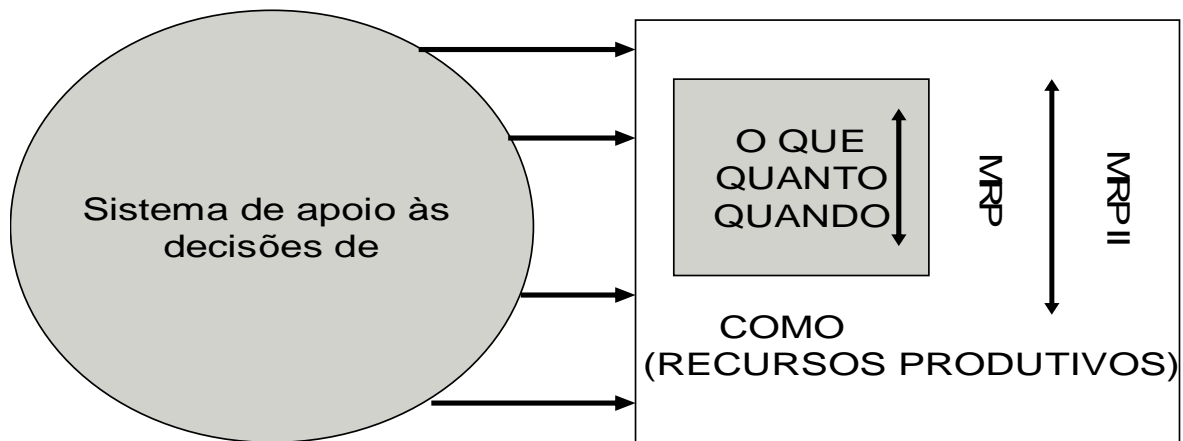 Sistema de apoio às
decisões de
O QUE
QUANTO
QUANDO
MRP
MRP II
COMO
(RECURSOS PRODUTIVOS)